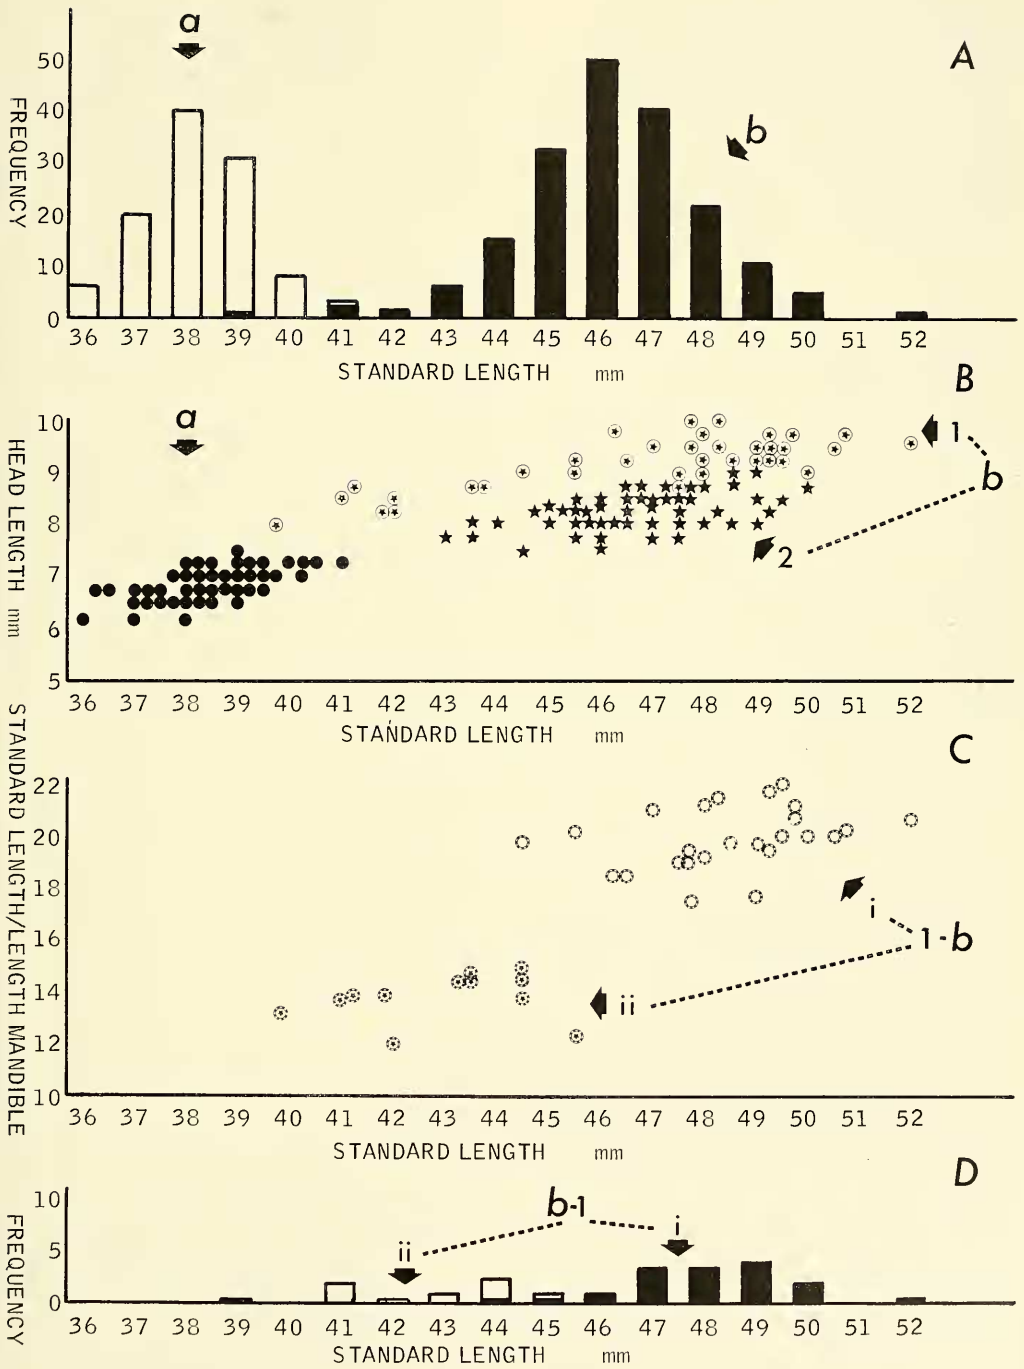 a
A
50
40
b
30
20
10
0
FREQUENCY
36 37 38 39 40 41 42 43 44 45 46 47 48 49 50 51 52
STANDARD LENGTH mm
B
a
10
1
9
b
8
2
7
6
5
HEAD LENGTH mm
36 37 38 39 40 41 42 43 44 45 46 47 48 49 50 51 52
STANDARD LENGTH mm
C
22
20
18
i
16
1-b
14
ii
12
10
STANDARD LENGTH/LENGTH MANDIBLE
36 37 38 39 40 41 42 43 44 45 46 47 48 49 50 51 52
STANDARD LENGTH mm
D
10
b-1
i
ii
5
0
FREQUENCY
36 37 38 39 40 41 42 43 44 45 46 47 48 49 50 51 52
STANDARD LENGTH mm